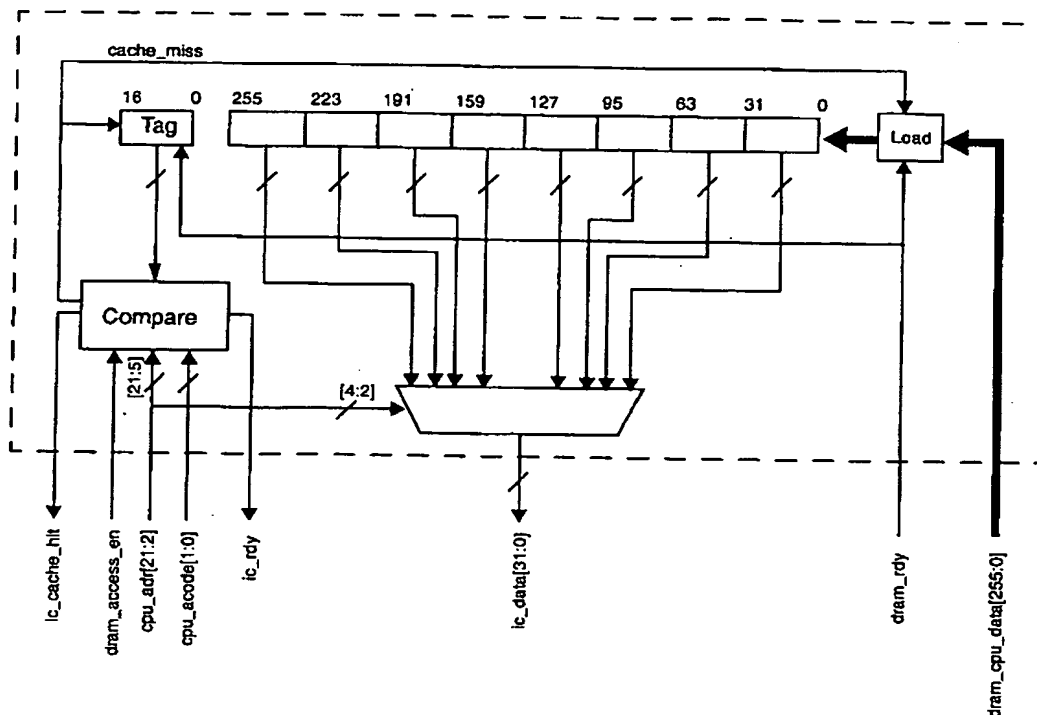 cache_miss
16 0 255 223 191 159 127 95 63 31 0
Tag
Load
Compare
[21:5]
[4:2]
ic_cache_hit
dram_access_en
cpu_adr[21:2]
cpu_acode[1:0]
ic_rdy
ic_data[31:0]
dram_rdy
dram_cpu_data[255:0]